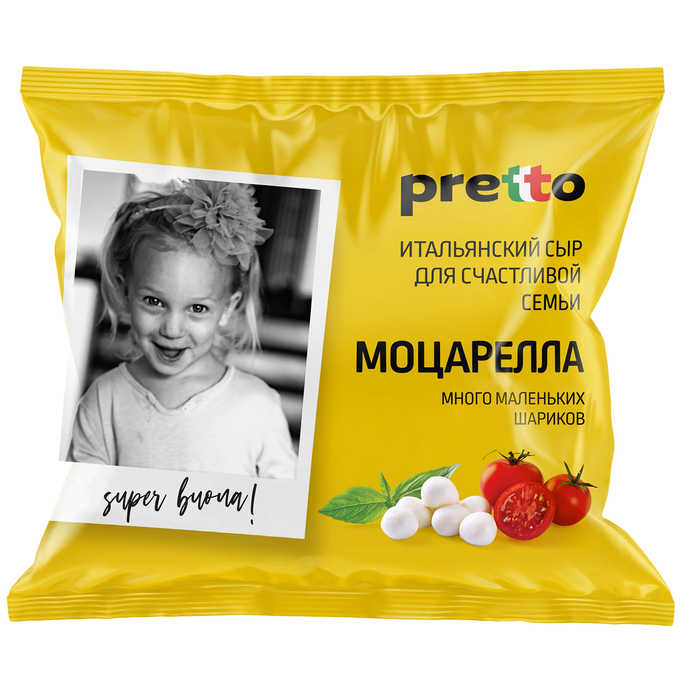 pretto
ИТАЛЬЯНСКИЙ СЫР
ДЛЯ СЧАСТЛИВОЙ
СЕМЬИ
МОЦАРЕЛЛА
МНОГО МАЛЕНЬКИХ
ШАРИКОВ
super buona!